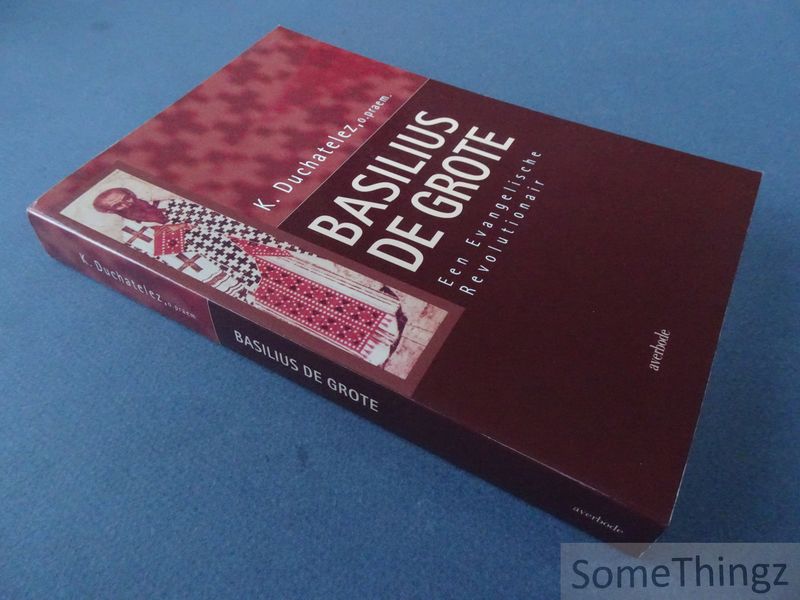 K. Duchatelez, o.praem.
BASILIUS
DE GROTE
Een Evangelische
Revolutionair
averbode
K. Duchatelez, o.praem
BASILIUS DE GROTE
averbode
SomeThingz